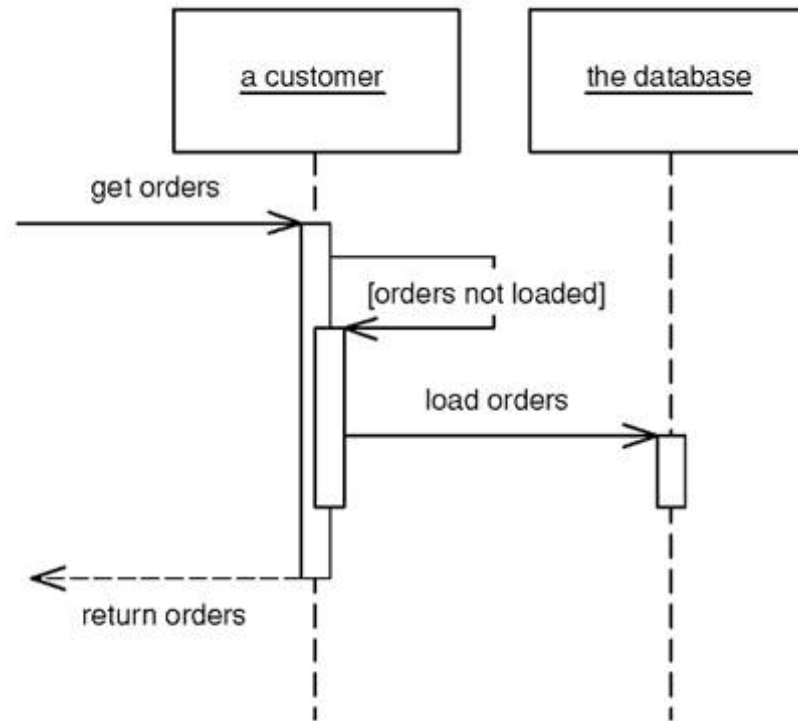 a customer
the database
get orders
[orders not loaded]
load orders
return orders